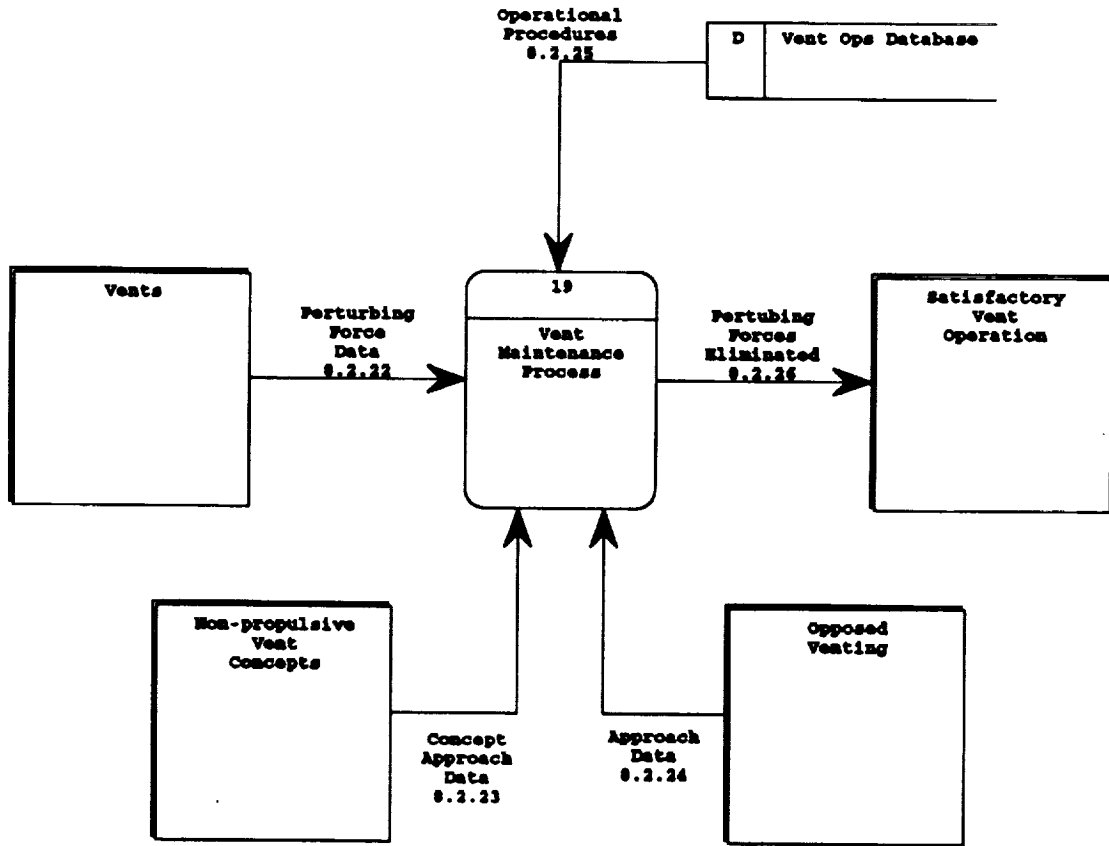 Operational
Procedures
8.2.25
D
Vent Ops Database
Vents
Perturbing
Force
Data
8.2.22
19
Vent
Maintenance
Process
Pertubing
Forces
Eliminated
8.2.26
Satisfactory
Vent
Operation
Non-propulsive
Vent
Concepts
Concept
Approach
Data
8.2.23
Approach
Data
8.2.24
Opposed
Venting